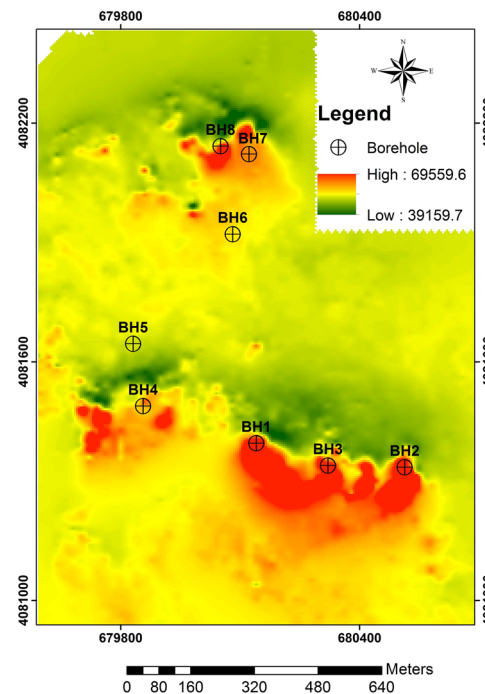 679800 680400
N
W E
S
4082200
Legend
Borehole
High : 69559.6
Low : 39159.7
BH8
BH7
BH6
BH5
4081600
BH4
BH1
BH3
BH2
4081000
679800 680400
Meters
0 80 160 320 480 640